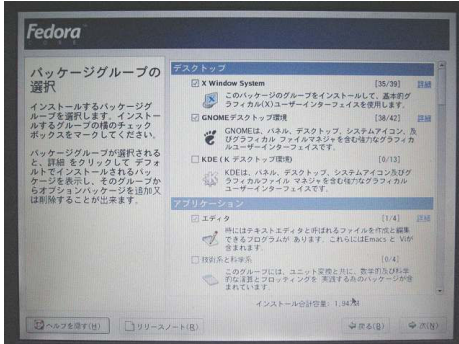 Fedora
CORE
パッケージグループの
選択
インストールするパッケージグ
ループを選択します。インストー
ルするグループの横のチェック
ボックスをマークしてください。
パッケージグループが選択される
と、詳細 をクリックして デフォ
ルトでインストールされるパッ
ケージを表示し、そのグループか
らオプションパッケージを追加又
は削除することが出来ます。
デスクトップ
X Window System [35/39] 詳細
このパッケージのグループをインストールして、基本的グ
ラフィカル(X)ユーザーインターフェイスを使用します。
GNOMEデスクトップ環境 [38/42] 詳細
GNOMEは、パネル、デスクトップ、システムアイコン、及
びグラフィカル ファイルマネジャを含む強力なグラフィカ
ルユーザーインターフェイスです。
KDE (K デスクトップ環境) [0/13]
KDEは、パネル、デスクトップ、システムアイコン及びグ
ラフィカルファイル マネジャを含む強力なグラフィカル
ユーザーインターフェイスです。
アプリケーション
エディタ [1/4] 詳細
時にはテキストエディタと呼ばれるファイルを作成と編集
できるプログラムが あります。これらにはEmacs と Viが
含まれます。
技術系と科学系 [0/4]
このグループには、ユニット変換と共に、数学的及び科学
的な演算とプロッティングを 実践する為のパッケージが含
まれています。
インストール合計容量: 1,94
ヘルプを隠す(H) リリースノート(R) 戻る(B) 次(N)